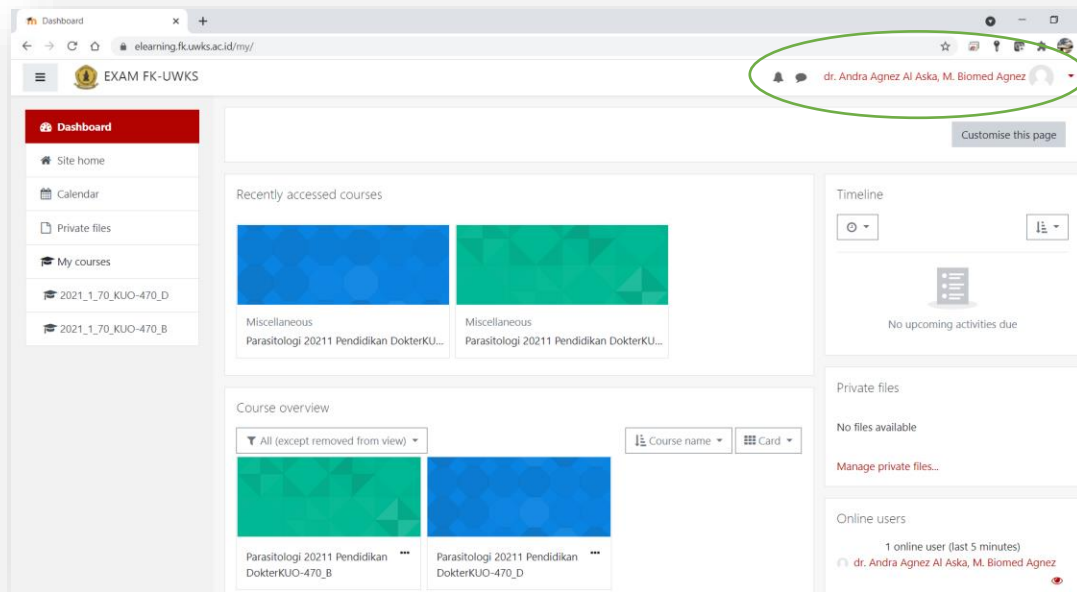 Dashboard
elearning.fk.uwks.ac.id/my/
EXAM FK-UWKS
dr. Andra Agnez Al Aska, M. Biomed Agnez
Dashboard
Site home
Calendar
Private files
My courses
2021_1_70_KUO-470_D
2021_1_70_KUO-470_B
Customise this page
Recently accessed courses
Miscellaneous
Parasitologi 20211 Pendidikan DokterKU...
Miscellaneous
Parasitologi 20211 Pendidikan DokterKU...
Course overview
All (except removed from view)
Course name
Card
Parasitologi 20211 Pendidikan
DokterKUO-470_B
Parasitologi 20211 Pendidikan
DokterKUO-470_D
Timeline
No upcoming activities due
Private files
No files available
Manage private files...
Online users
1 online user (last 5 minutes)
dr. Andra Agnez Al Aska, M. Biomed Agnez